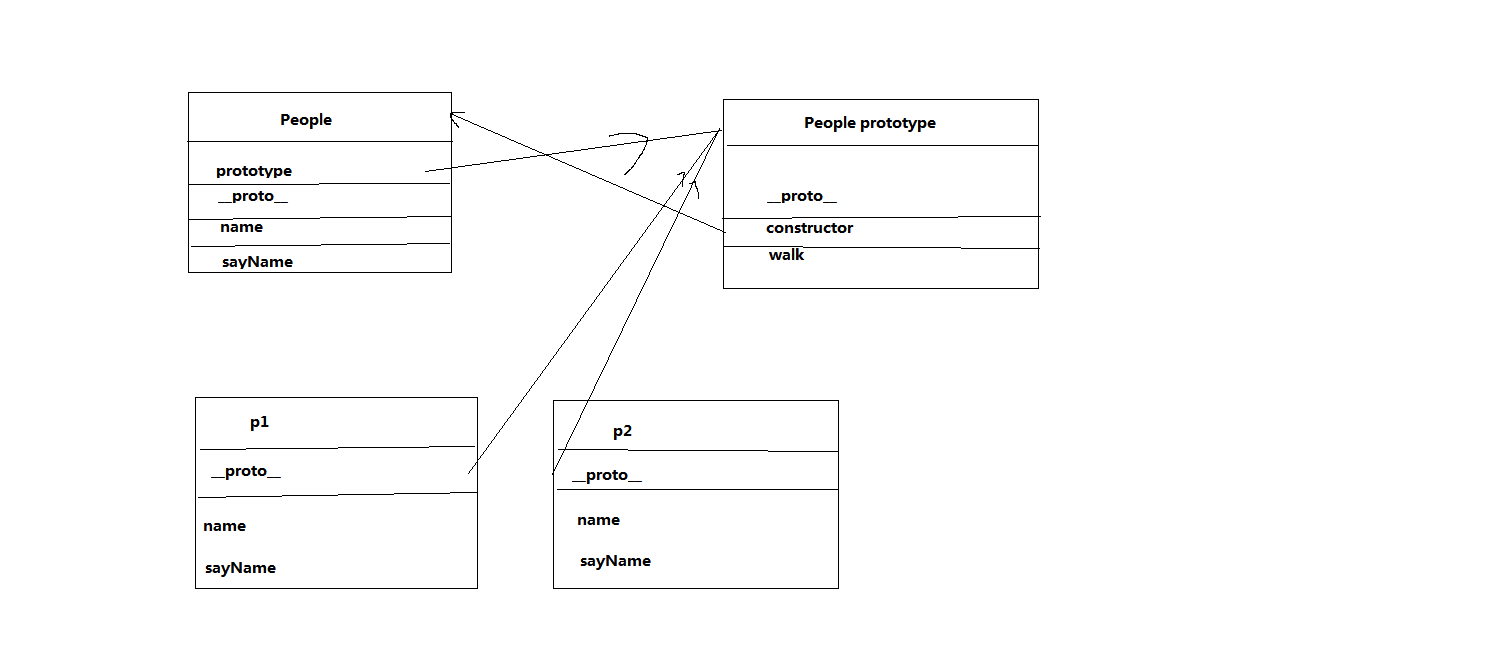 People
prototype
__proto__
name
sayName
People prototype
__proto__
constructor
walk
p1
__proto__
name
sayName
p2
__proto__
name
sayName